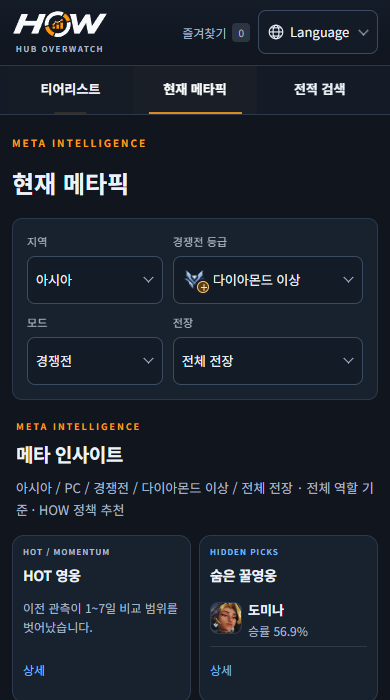 HOW
HUB OVERWATCH
즐겨찾기 0
Language
티어리스트 현재 메타픽 전적 검색
META INTELLIGENCE
현재 메타픽
지역 경쟁전 등급
아시아 다이아몬드 이상
모드 전장
경쟁전 전체 전장
META INTELLIGENCE
메타 인사이트
아시아 / PC / 경쟁전 / 다이아몬드 이상 / 전체 전장 · 전체 역할 기
준 · HOW 정책 추천
HOT / MOMENTUM
HOT 영웅
이전 관측이 1~7일 비교 범위를
벗어났습니다.
상세
HIDDEN PICKS
숨은 꿀영웅
도미나
승률 56.9%
상세